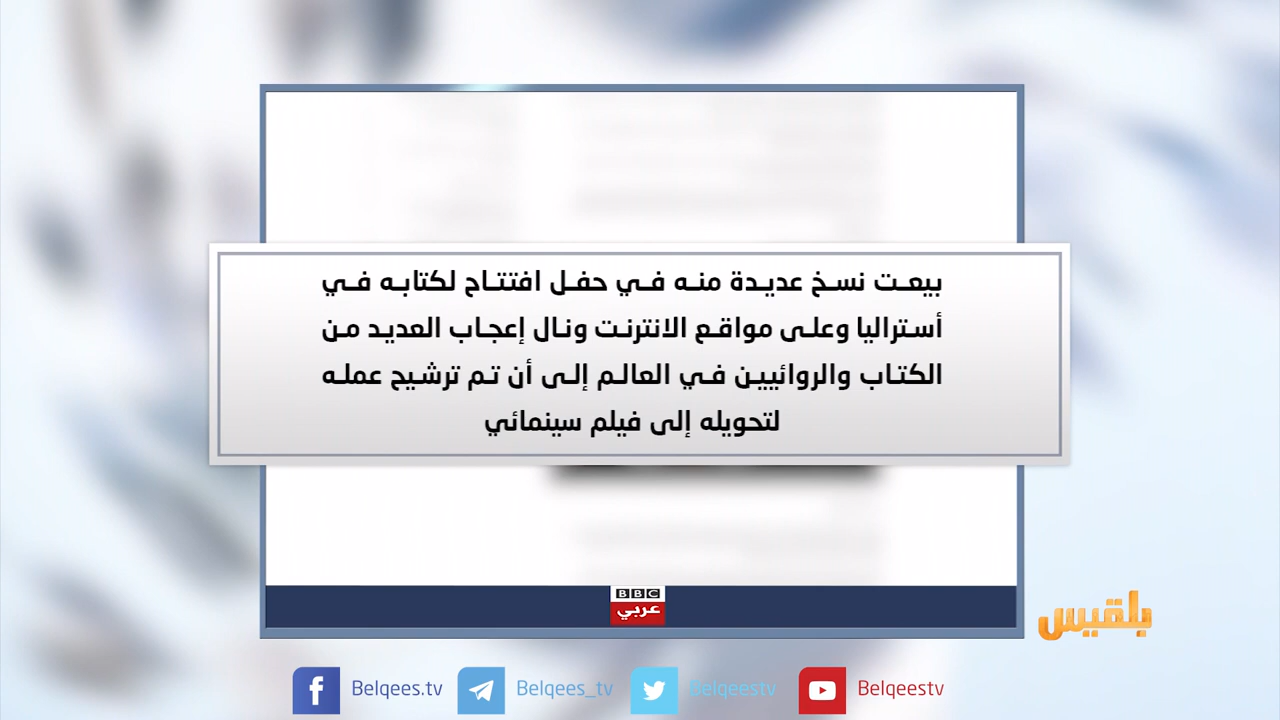 بيعت نسخ عديدة منه في حفل افتتاح لكتابه في
أستراليا وعلى مواقع الانترنت ونال إعجاب العديد من
الكتاب والروائيين في العالم إلى أن تم ترشيح عمله
لتحويله إلى فيلم سينمائي
BBC
عربي
بلقيس
Belqees.tv
Belqees_tv
Belqeestv
Belqeestv